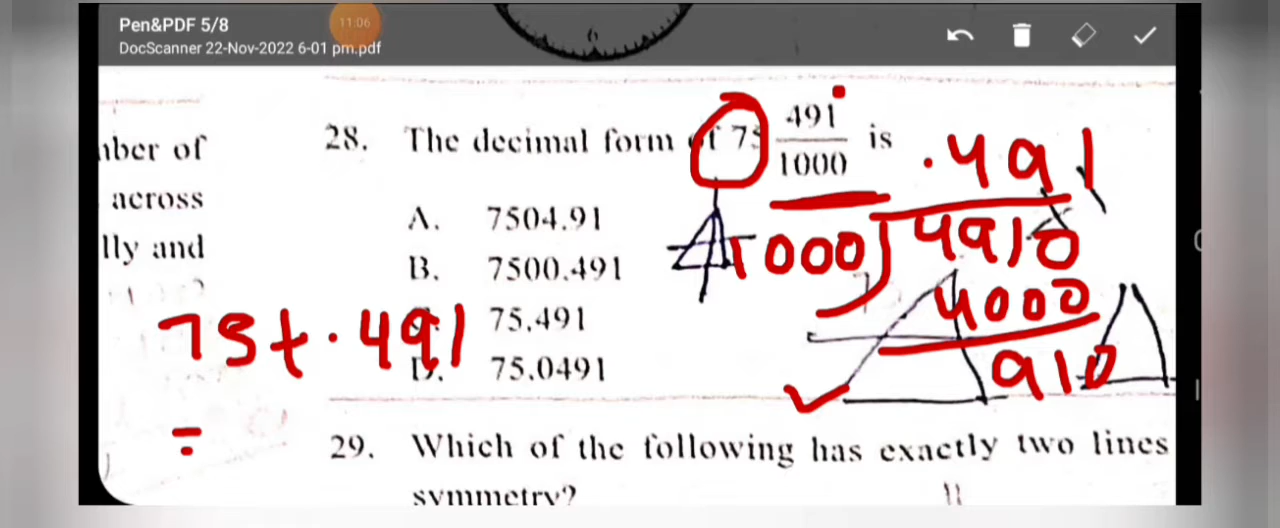 Pen&PDF 5/8
11:06
DocScanner 22-Nov-2022 6-01 pm.pdf
6
nber of
across
lly and
28. The decimal form of 75 491/1000 is
A. 7504.91
B. 7500.491
75.491
D. 75.0491
.491
1000 4910
4000
910
75+.491
=
29. Which of the following has exactly two lines
symmetry?